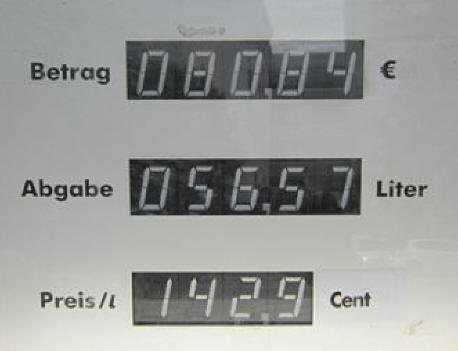 Betrag 080,84 €
Abgabe 056,57 Liter
Preis/l 142,9 Cent